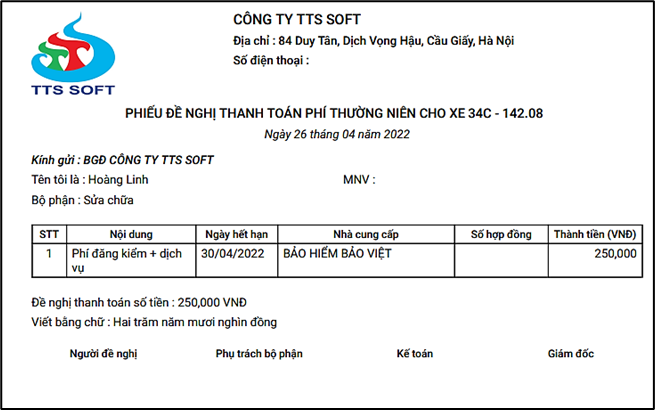 CÔNG TY TTS SOFT
Địa chỉ : 84 Duy Tân, Dịch Vọng Hậu, Cầu Giấy, Hà Nội
Số điện thoại :
TTS SOFT
PHIẾU ĐỀ NGHỊ THANH TOÁN PHÍ THƯỜNG NIÊN CHO XE 34C - 142.08
Ngày 26 tháng 04 năm 2022
Kính gửi : BGĐ CÔNG TY TTS SOFT
Tên tôi là : Hoàng Linh MNV :
Bộ phận : Sửa chữa
STT Nội dung Ngày hết hạn Nhà cung cấp Số hợp đồng Thành tiền (VNĐ)
1 Phí đăng kiểm + dịch 30/04/2022 BẢO HIỂM BẢO VIỆT 250,000
vụ
Đề nghị thanh toán số tiền : 250,000 VNĐ
Viết bằng chữ : Hai trăm năm mươi nghìn đồng
Người đề nghị Phụ trách bộ phận Kế toán Giám đốc